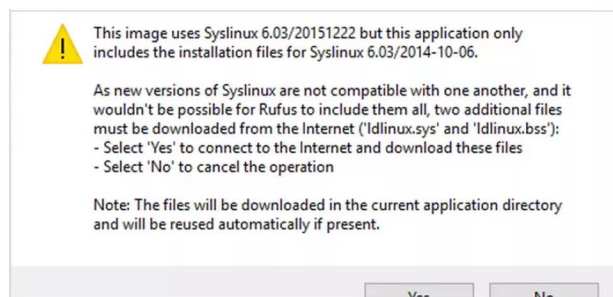 This image uses Syslinux 6.03/20151222 but this application only
includes the installation files for Syslinux 6.03/2014-10-06.
As new versions of Syslinux are not compatible with one another, and it
wouldn't be possible for Rufus to include them all, two additional files
must be downloaded from the Internet ('ldlinux.sys' and 'ldlinux.bss'):
- Select 'Yes' to connect to the Internet and download these files
- Select 'No' to cancel the operation
Note: The files will be downloaded in the current application directory
and will be reused automatically if present.
Yes No